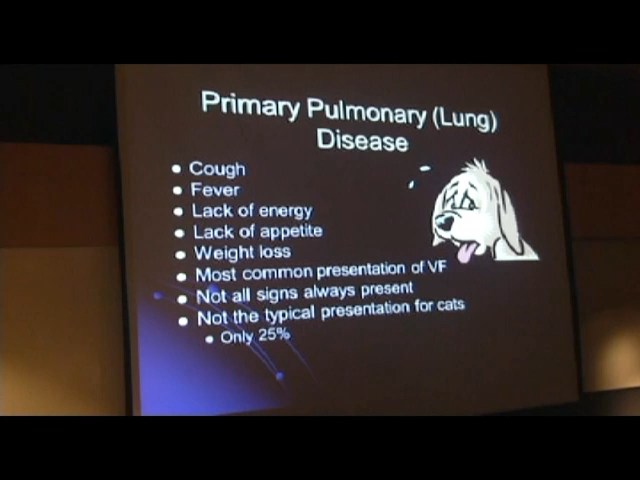 Primary Pulmonary (Lung)
Disease
Cough
Fever
Lack of energy
Lack of appetite
Weight loss
Most common presentation of VF
Not all signs always present
Not the typical presentation for cats
Only 25%